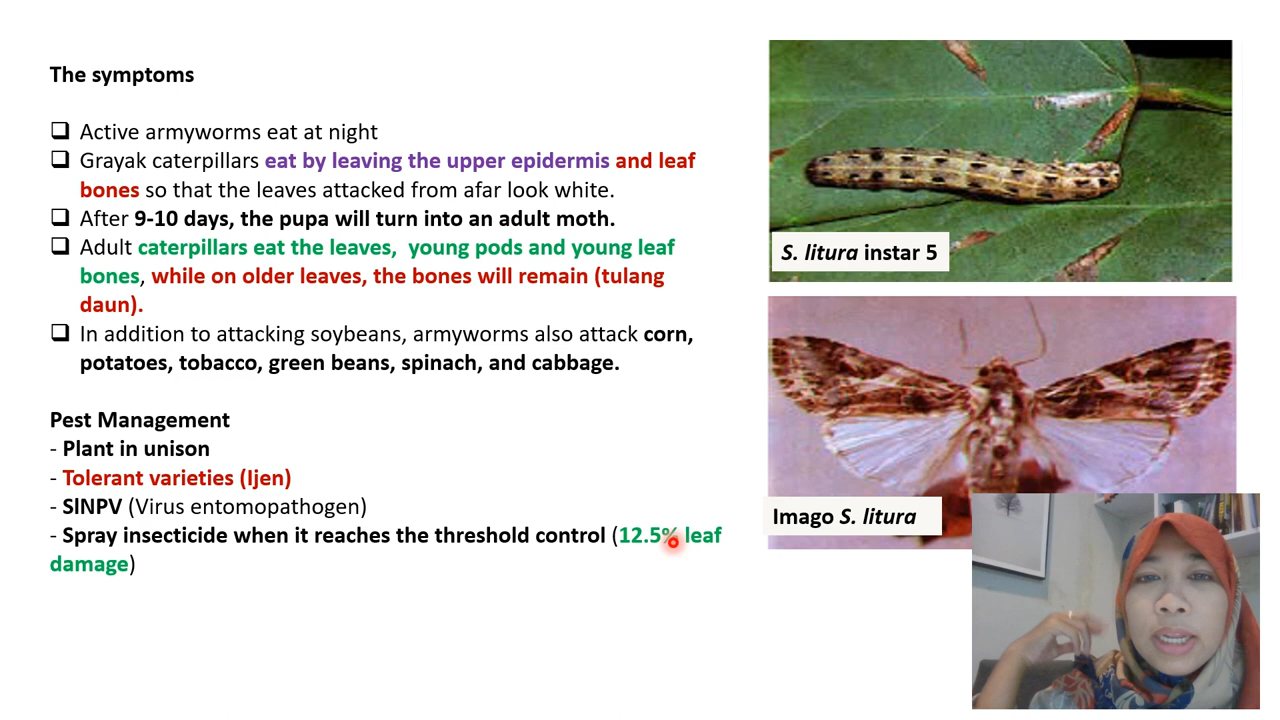 The symptoms
❑ Active armyworms eat at night
❑ Grayak caterpillars eat by leaving the upper epidermis and leaf
bones so that the leaves attacked from afar look white.
❑ After 9-10 days, the pupa will turn into an adult moth.
❑ Adult caterpillars eat the leaves, young pods and young leaf
bones, while on older leaves, the bones will remain (tulang
daun).
❑ In addition to attacking soybeans, armyworms also attack corn,
potatoes, tobacco, green beans, spinach, and cabbage.
Pest Management
- Plant in unison
- Tolerant varieties (Ijen)
- SlNPV (Virus entomopathogen)
- Spray insecticide when it reaches the threshold control (12.5% leaf
damage)
S. litura instar 5
Imago S. litura